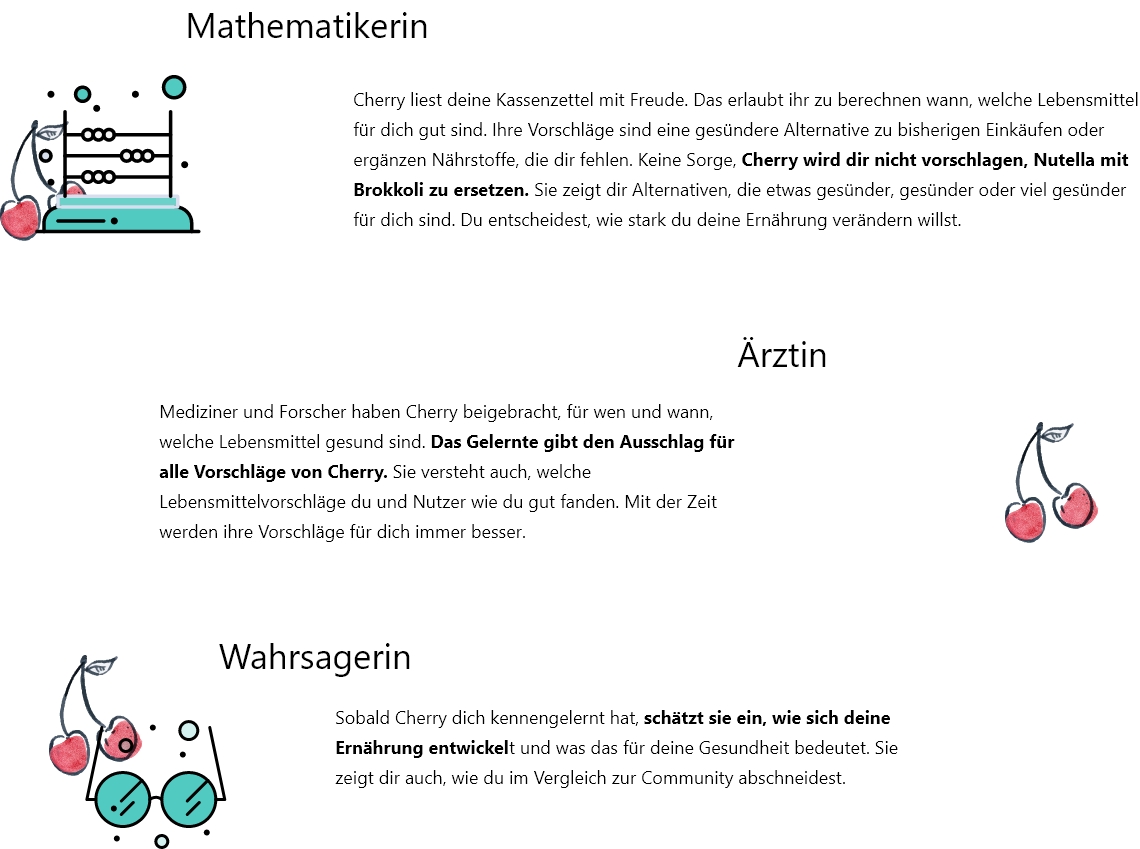 Mathematikerin
Cherry liest deine Kassenzettel mit Freude. Das erlaubt ihr zu berechnen wann, welche Lebensmittel
für dich gut sind. Ihre Vorschläge sind eine gesündere Alternative zu bisherigen Einkäufen oder
ergänzen Nährstoffe, die dir fehlen. Keine Sorge, Cherry wird dir nicht vorschlagen, Nutella mit
Brokkoli zu ersetzen. Sie zeigt dir Alternativen, die etwas gesünder, gesünder oder viel gesünder
für dich sind. Du entscheidest, wie stark du deine Ernährung verändern willst.
Ärztin
Mediziner und Forscher haben Cherry beigebracht, für wen und wann,
welche Lebensmittel gesund sind. Das Gelernte gibt den Ausschlag für
alle Vorschläge von Cherry. Sie versteht auch, welche
Lebensmittelvorschläge du und Nutzer wie du gut fanden. Mit der Zeit
werden ihre Vorschläge für dich immer besser.
Wahrsagerin
Sobald Cherry dich kennengelernt hat, schätzt sie ein, wie sich deine
Ernährung entwickelt und was das für deine Gesundheit bedeutet. Sie
zeigt dir auch, wie du im Vergleich zur Community abschneidest.